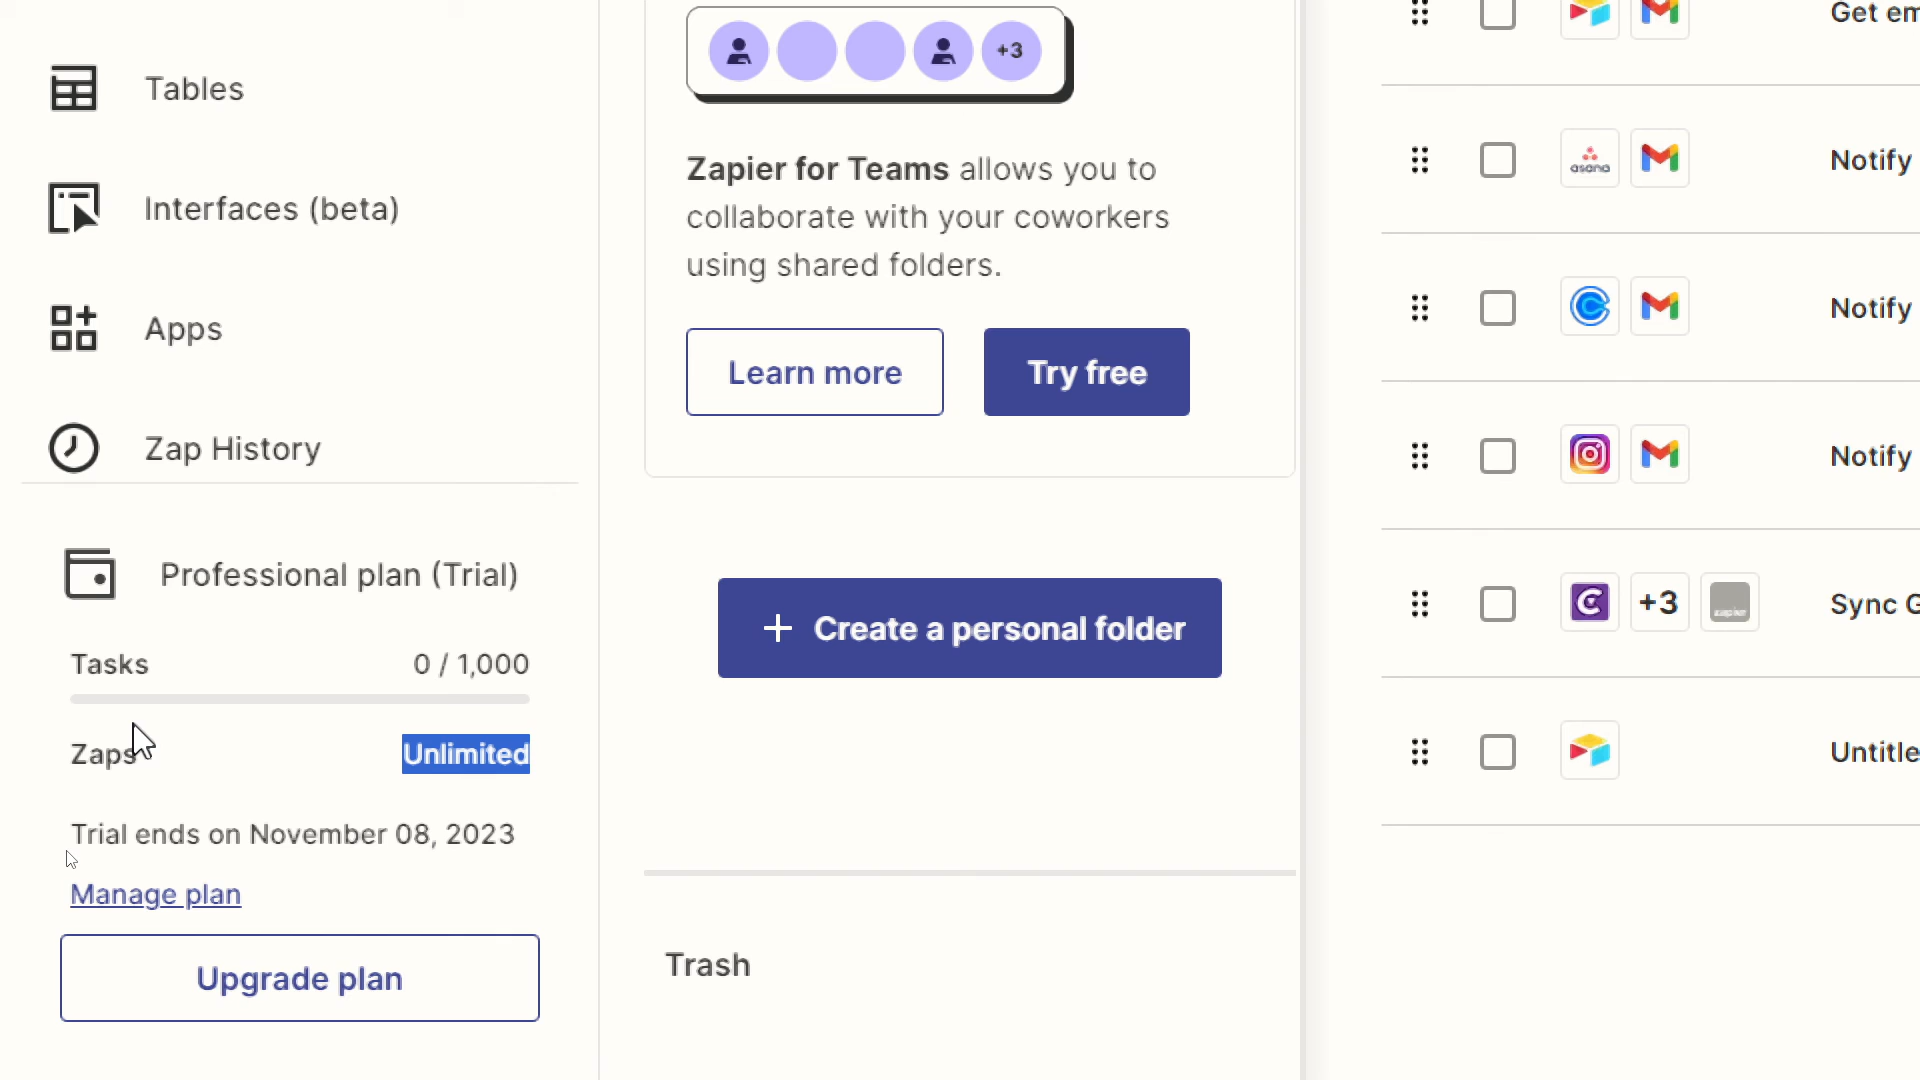 Tables
Interfaces (beta)
Apps
Zap History
Professional plan (Trial)
Tasks 0 / 1,000
Zaps Unlimited
Trial ends on November 08, 2023
Manage plan
Upgrade plan
+3
Zapier for Teams allows you to
collaborate with your coworkers
using shared folders.
Learn more
Try free
+ Create a personal folder
Trash
Get em
asana Notify
Notify
Notify
+3 zapier Sync G
Untitle